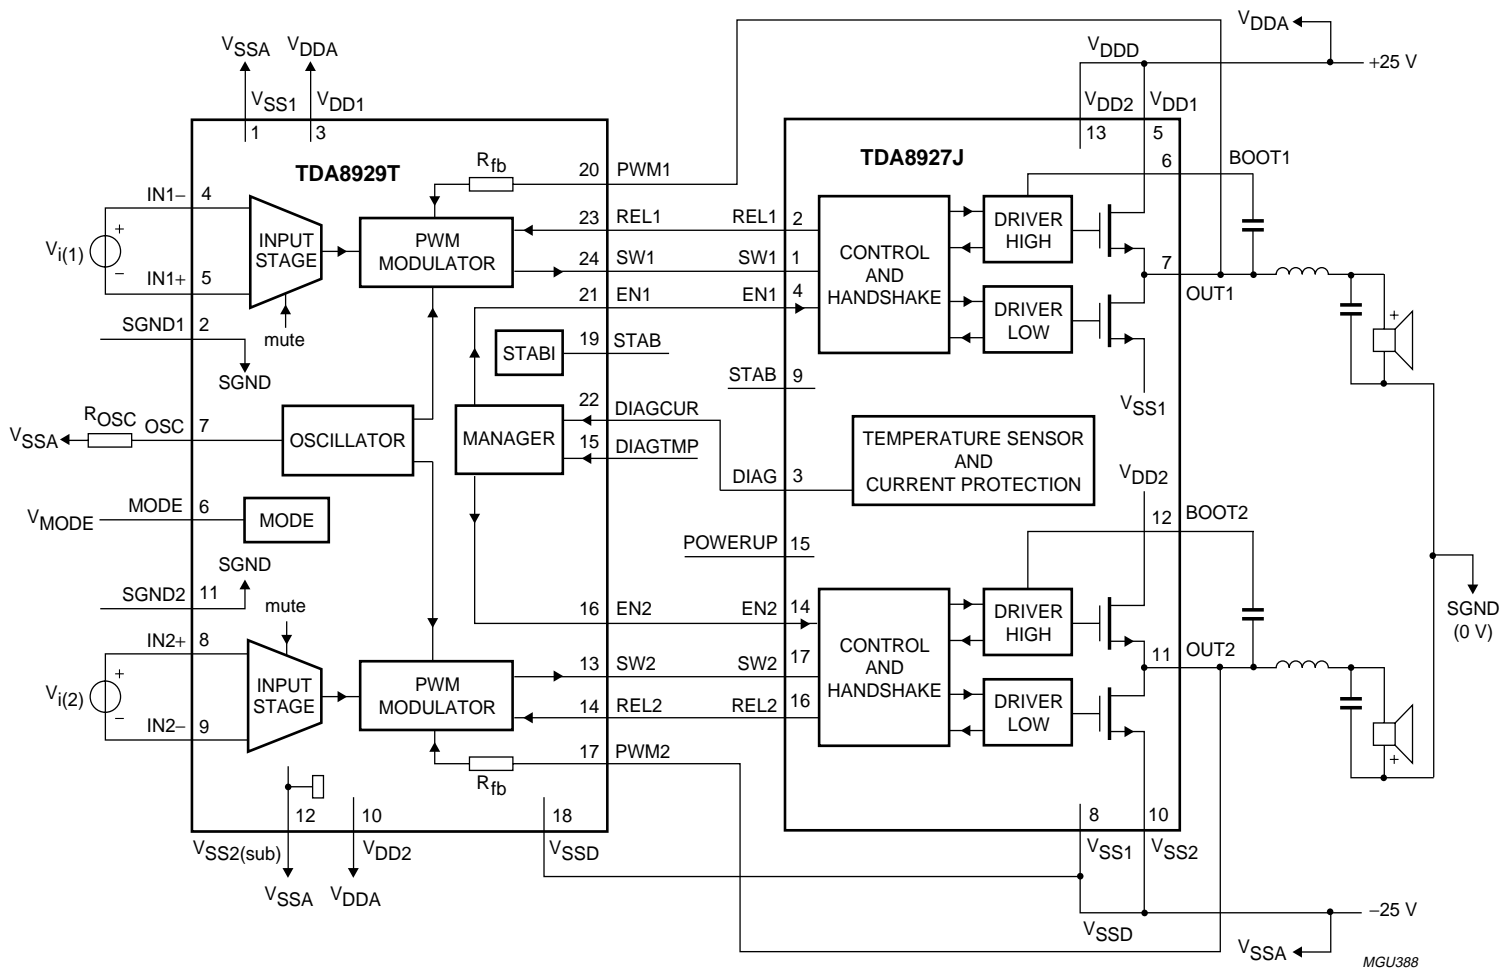 VDDA
VSSA VDDA
VDDD
+25 V
VSS1 VDD1
VDD2 VDD1
1 3
13 5
TDA8929T
TDA8927J
6 BOOT1
Rfb
20 PWM1
IN1− 4
23 REL1
REL1 2
DRIVER
HIGH
INPUT
STAGE
PWM
MODULATOR
CONTROL
AND
HANDSHAKE
Vi(1)
+
−
24 SW1
SW1 1
7
OUT1
IN1+ 5
21 EN1
EN1 4
DRIVER
LOW
+
SGND1 2
mute
19 STAB
STABI
SGND
STAB 9
VSS1
22 DIAGCUR
ROSC
VSSA
OSC 7
OSCILLATOR
MANAGER
15 DIAGTMP
TEMPERATURE SENSOR
AND
CURRENT PROTECTION
DIAG 3
VDD2
VMODE
MODE 6
MODE
12 BOOT2
POWERUP 15
SGND
SGND2 11
mute
16 EN2
EN2 14
DRIVER
HIGH
SGND
(0 V)
IN2+ 8
13 SW2
SW2 17
11 OUT2
INPUT
STAGE
PWM
MODULATOR
CONTROL
AND
HANDSHAKE
Vi(2)
+
−
14 REL2
REL2 16
DRIVER
LOW
IN2− 9
17 PWM2
+
Rfb
12 10 18
8 10
VSS2(sub) VDD2 VSSD
VSS1 VSS2
VSSA VDDA
−25 V
VSSD
VSSA
MGU388